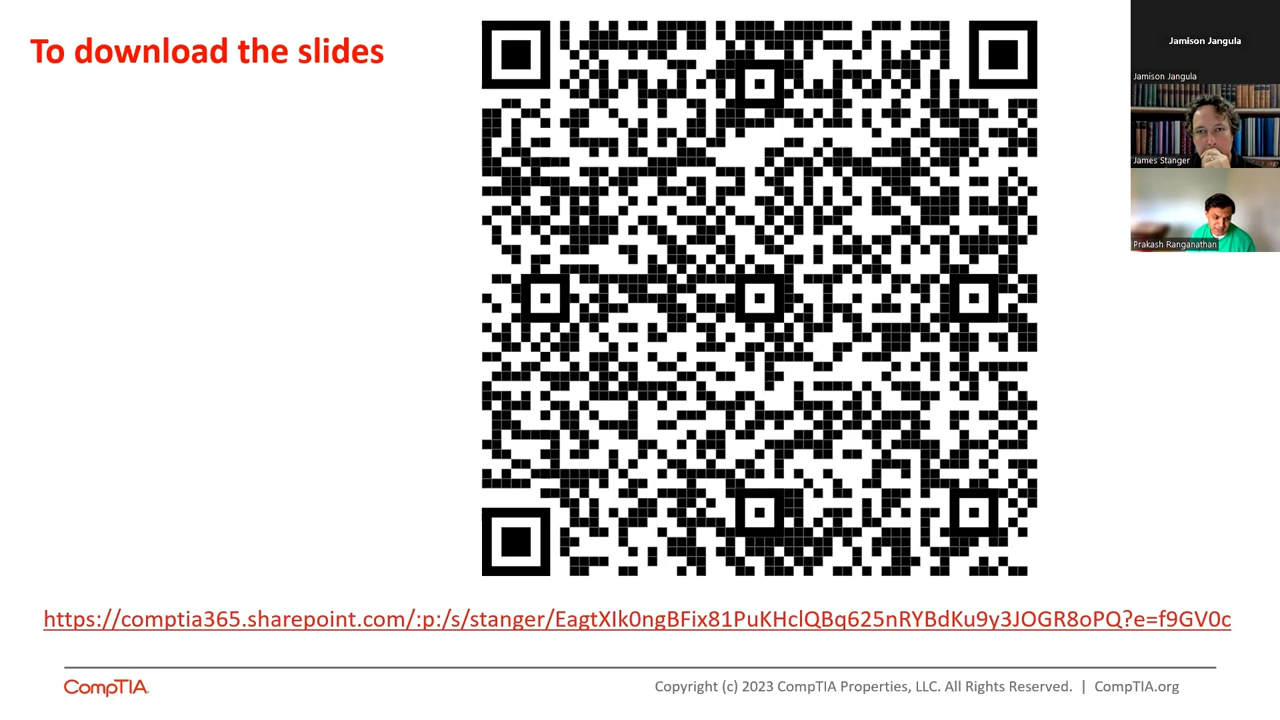 To download the slides
Jamison Jangula
Jamison Jangula
James Stanger
Prakash Ranganathan
https://comptia365.sharepoint.com/:p:/s/stanger/EagtXIk0ngBFix81PuKHclQBq625nRYBdKu9y3JOGR8oPQ?e=f9GV0c
CompTIA
Copyright (c) 2023 CompTIA Properties, LLC. All Rights Reserved. | CompTIA.org